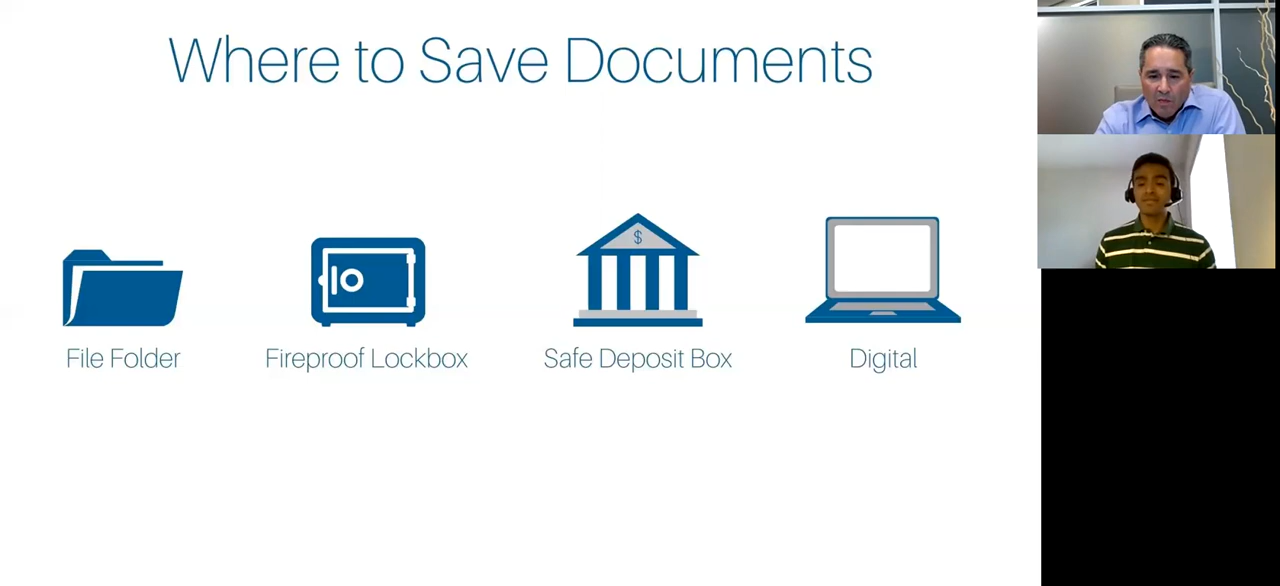 Where to Save Documents
$
File Folder
Fireproof Lockbox
Safe Deposit Box
Digital